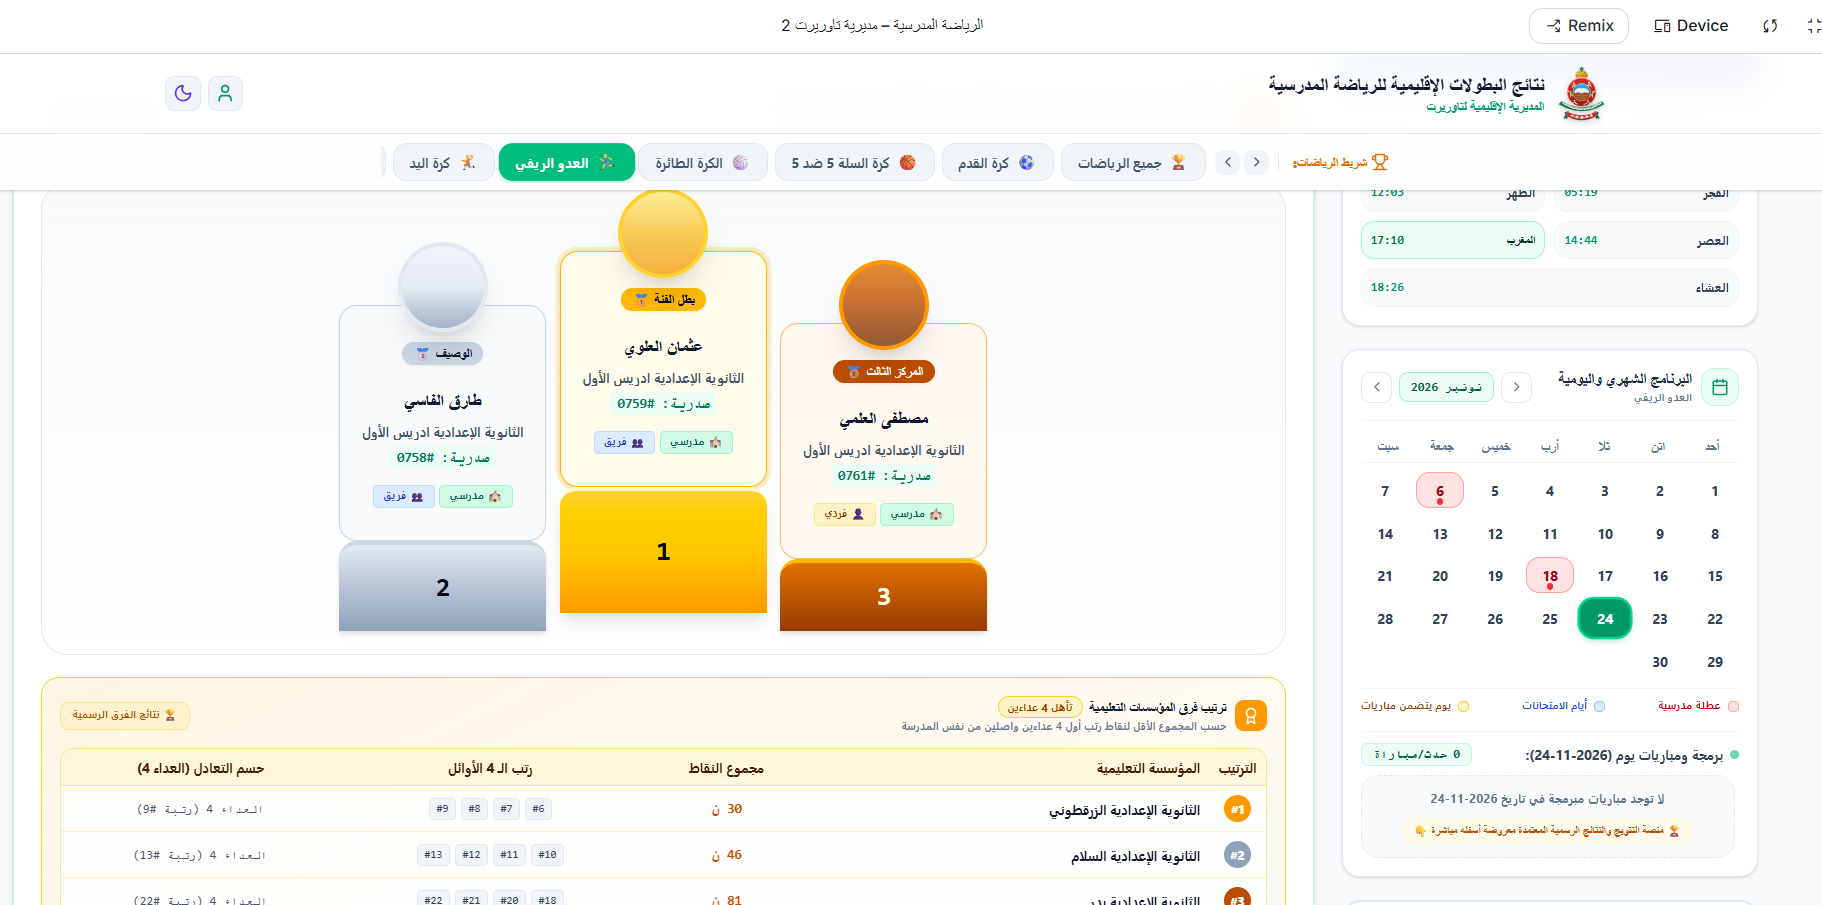 الرياضة المدرسية – مديرية تاوريرت 2
Remix
Device
نتائج البطولات الإقليمية للرياضة المدرسية
المديرية الإقليمية لتاوريرت
شريط الرياضات:
جميع الرياضات
كرة القدم
كرة السلة 5 ضد 5
الكرة الطائرة
العدو الريفي
كرة اليد
الفجر 05:19
الظهر 12:03
العصر 14:44
المغرب 17:10
العشاء 18:26
البرنامج الشهري واليومية
العدو الريفي
نونبر 2026
أحد اثن ثلا أرب خميس جمعة سبت
1 2 3 4 5 6 7
8 9 10 11 12 13 14
15 16 17 18 19 20 21
22 23 24 25 26 27 28
29 30
عطلة مدرسية
أيام الامتحانات
يوم يتضمن مباريات
برمجة ومباريات يوم (2026-11-24):
0 حدث/مباراة
لا توجد مباريات مبرمجة في تاريخ 2026-11-24
منصة التتويج والنتائج الرسمية المعتمدة معروضة أسفله مباشرة
بطل الفئة
عثمان العلوي
الثانوية الإعدادية ادريس الأول
صدرية: #0759
مدرسي
فريق
1
الوصيف
طارق الفاسي
الثانوية الإعدادية ادريس الأول
صدرية: #0758
مدرسي
فريق
2
المركز الثالث
مصطفى العلمي
الثانوية الإعدادية ادريس الأول
صدرية: #0761
مدرسي
فردي
3
ترتيب فرق المؤسسات التعليمية
تأهل 4 عدائين
حسب المجموع الأقل لنقاط رتب أول 4 عدائين واصلين من نفس المدرسة
نتائج الفرق الرسمية
الترتيب المؤسسة التعليمية مجموع النقاط رتب الـ 4 الأوائل حسم التعادل (العداء 4)
#1 الثانوية الإعدادية الزرقطوني 30 ن #6 #7 #8 #9 العداء 4 (رتبة #9)
#2 الثانوية الإعدادية السلام 46 ن #10 #11 #12 #13 العداء 4 (رتبة #13)
#3 الثانوية الإعدادية بدر 81 ن #18 #20 #21 #22 العداء 4 (رتبة #22)